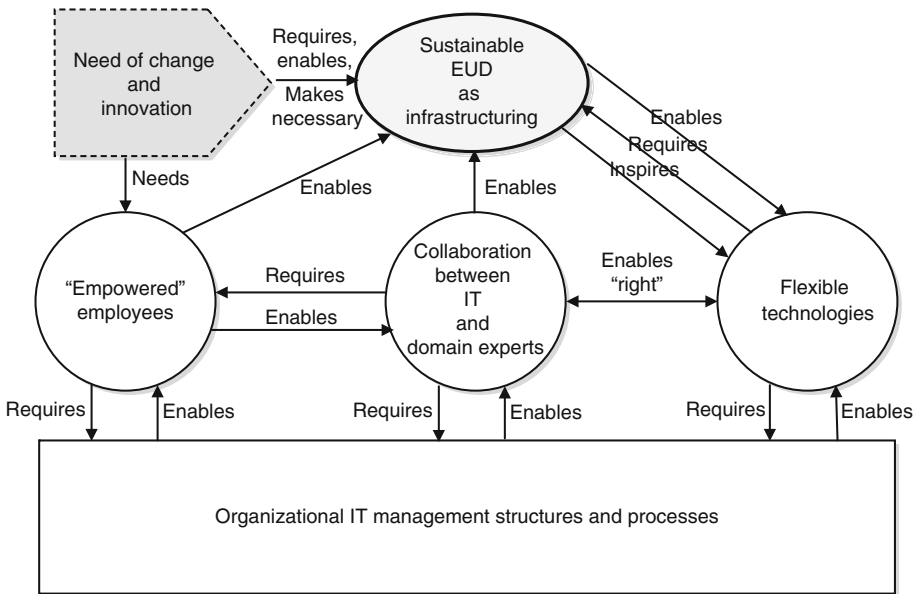 Need of change
and
innovation
Requires,
enables,
Makes
necessary
Sustainable
EUD
as
infrastructuring
Enables
Requires
Inspires
Needs
Enables
Enables
"Empowered"
employees
Requires
Enables
Collaboration
between
IT
and
domain experts
Enables
"right"
Flexible
technologies
Requires
Enables
Requires
Enables
Requires
Enables
Organizational IT management structures and processes